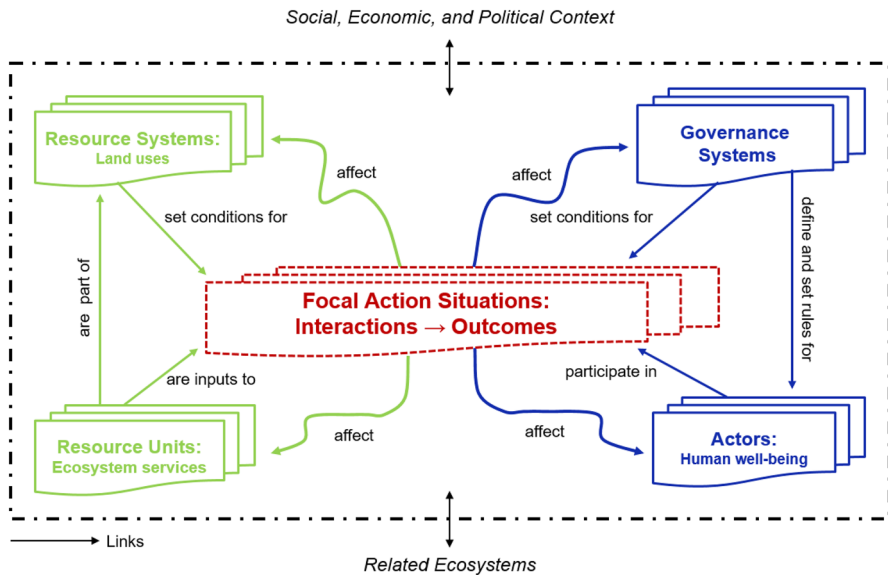 Social, Economic, and Political Context
Resource Systems:
Land uses
Governance
Systems
affect
affect
set conditions for
set conditions for
define and set rules for
are part of
Focal Action Situations:
Interactions → Outcomes
are inputs to
participate in
affect
affect
Resource Units:
Ecosystem services
Actors:
Human well-being
Links
Related Ecosystems